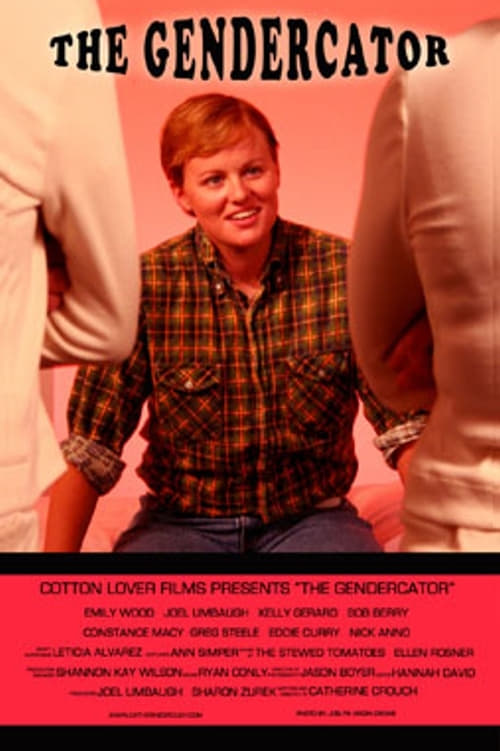 THE GENDERCATOR
COTTON LOVER FILMS PRESENTS "THE GENDERCATOR"
EMILY WOOD JOEL LIMBAUGH KELLY GERARD BOB BERRY
CONSTANCE MACY GREG STEELE EDDIE CURRY NICK ANNO
LETICIA ALVAREZ ANN SIMPER THE STEWED TOMATOES ELLEN ROSNER
SHANNON KAY WILSON RYAN CONLY JASON BOYER HANNAH DAVID
JOEL LIMBAUGH SHARON ZUREK CATHERINE CROUCH
PHOTO BY